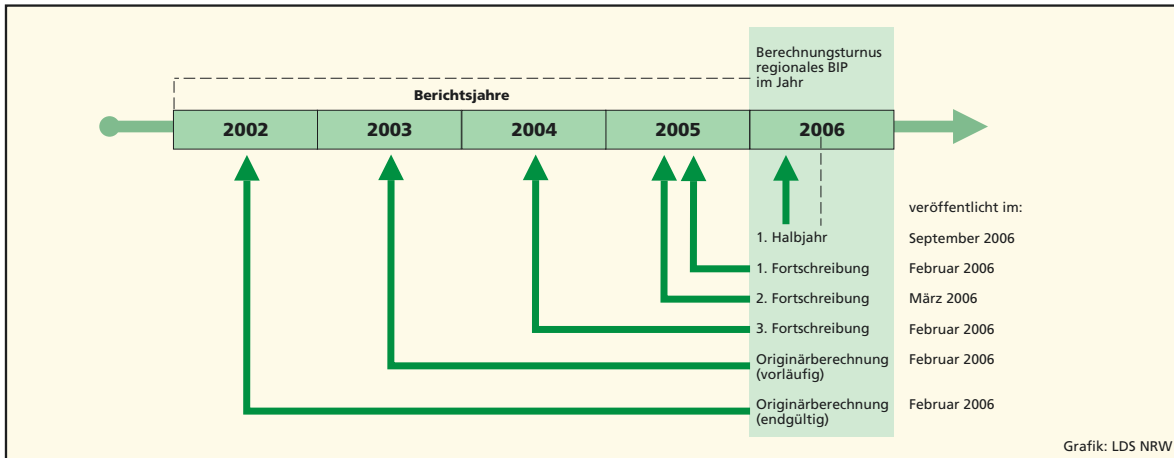 Berechnungsturnus
regionales BIP
im Jahr
Berichtsjahre
2002 2003 2004 2005 2006
veröffentlicht im:
1. Halbjahr September 2006
1. Fortschreibung Februar 2006
2. Fortschreibung März 2006
3. Fortschreibung Februar 2006
Originärberechnung Februar 2006
(vorläufig)
Originärberechnung Februar 2006
(endgültig)
Grafik: LDS NRW